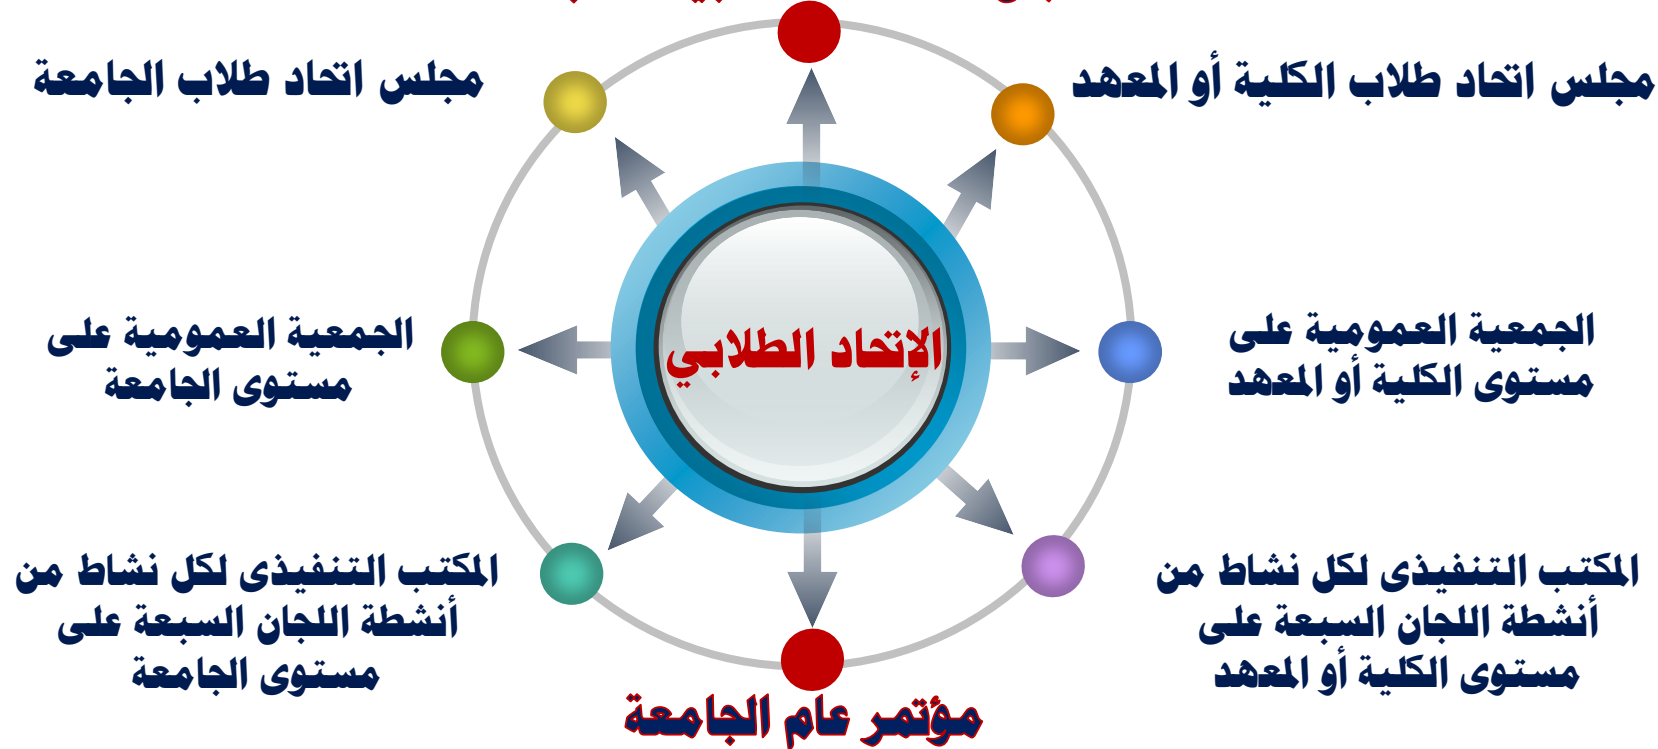 مجلس اتحاد طلاب الكلية أو المعهد
مجلس اتحاد طلاب الجامعة
الجمعية العمومية على
مستوى الكلية أو المعهد
الإتحاد الطلابي
الجمعية العمومية على
مستوى الجامعة
المكتب التنفيذى لكل نشاط من
أنشطة اللجان السبعة على
مستوى الكلية أو المعهد
المكتب التنفيذى لكل نشاط من
أنشطة اللجان السبعة على
مستوى الجامعة
مؤتمر عام الجامعة